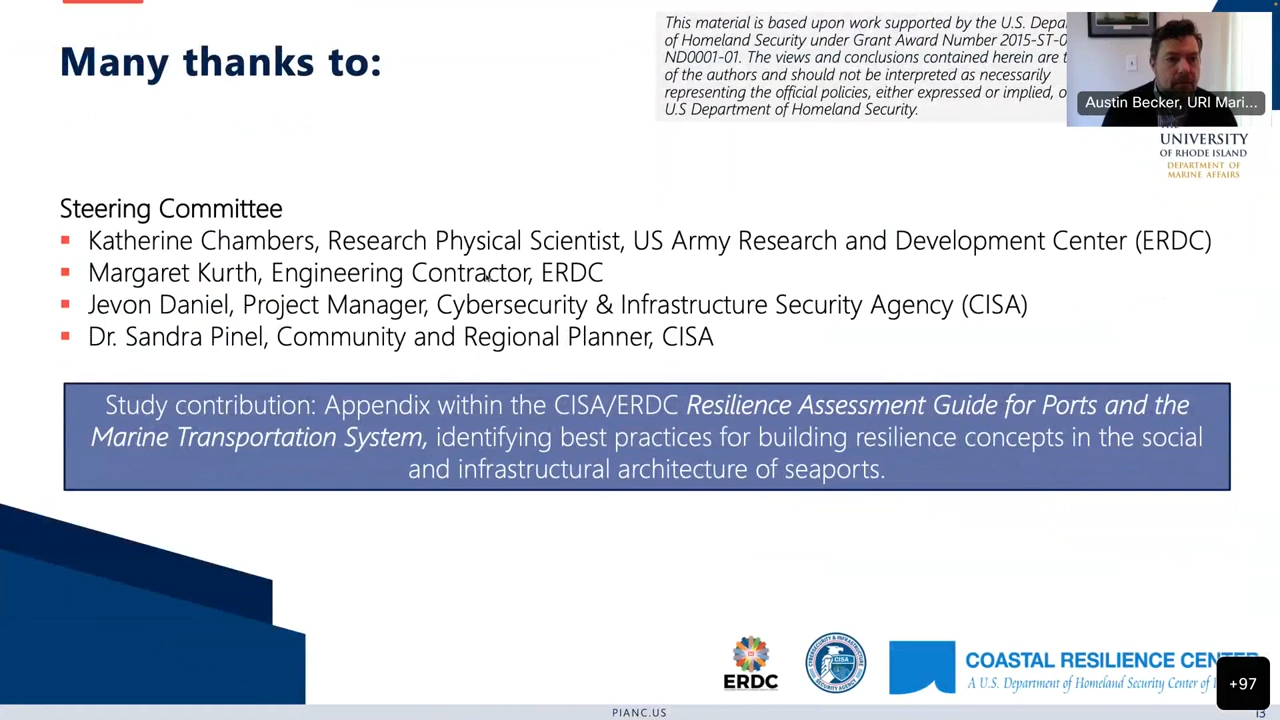 Many thanks to:
This material is based upon work supported by the U.S.
of Homeland Security under Grant Award Number 2015-ST-0
ND0001-01. The views and conclusions contained herein are
of the authors and should not be interpreted as necessarily
representing the official policies, either expressed or implied,
U.S Department of Homeland Security.
Austin Becker, URI Mari...
UNIVERSITY
OF RHODE ISLAND
DEPARTMENT OF
MARINE AFFAIRS
Steering Committee
Katherine Chambers, Research Physical Scientist, US Army Research and Development Center (ERDC)
Margaret Kurth, Engineering Contractor, ERDC
Jevon Daniel, Project Manager, Cybersecurity & Infrastructure Security Agency (CISA)
Dr. Sandra Pinel, Community and Regional Planner, CISA
Study contribution: Appendix within the CISA/ERDC Resilience Assessment Guide for Ports and the
Marine Transportation System, identifying best practices for building resilience concepts in the social
and infrastructural architecture of seaports.
ERDC
CYBERSECURITY & INFRASTRUCTURE
CISA
SECURITY AGENCY
COASTAL RESILIENCE CENTER
A U.S. Department of Homeland Security Center of
+97
PIANC.US
13